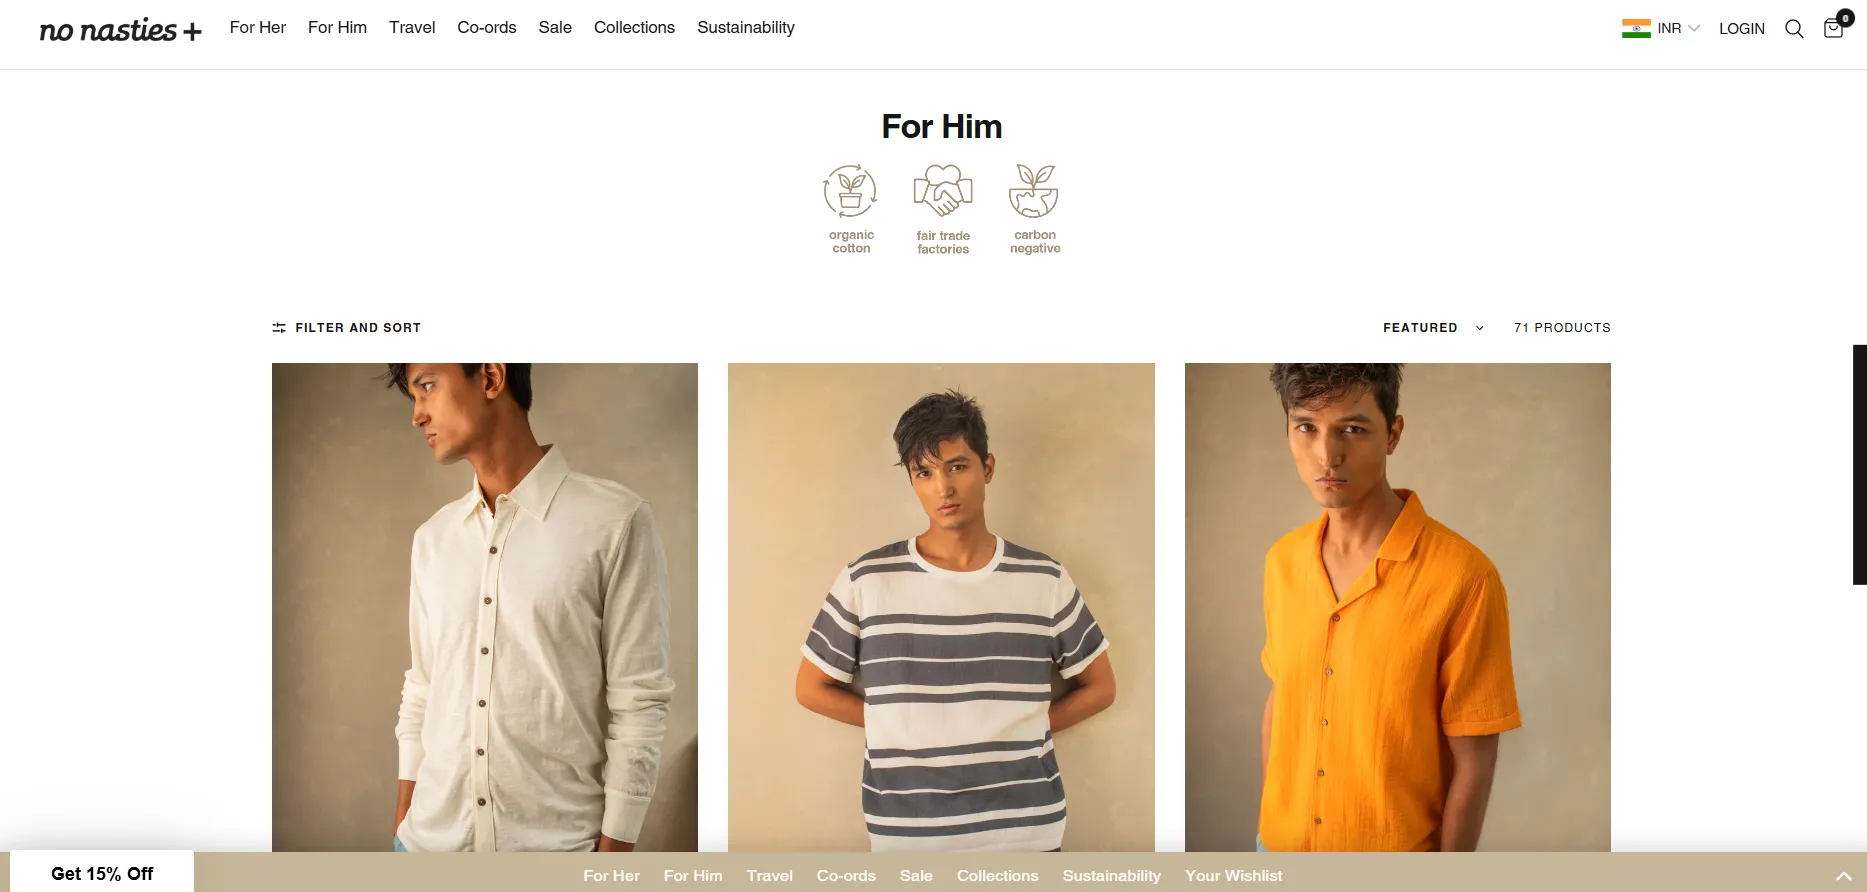 no nasties +
For Her For Him Travel Co-ords Sale Collections Sustainability
INR LOGIN 0
For Him
organic
cotton
fair trade
factories
carbon
negative
FILTER AND SORT
FEATURED 71 PRODUCTS
Get 15% Off
For Her For Him Travel Co-ords Sale Collections Sustainability Your Wishlist